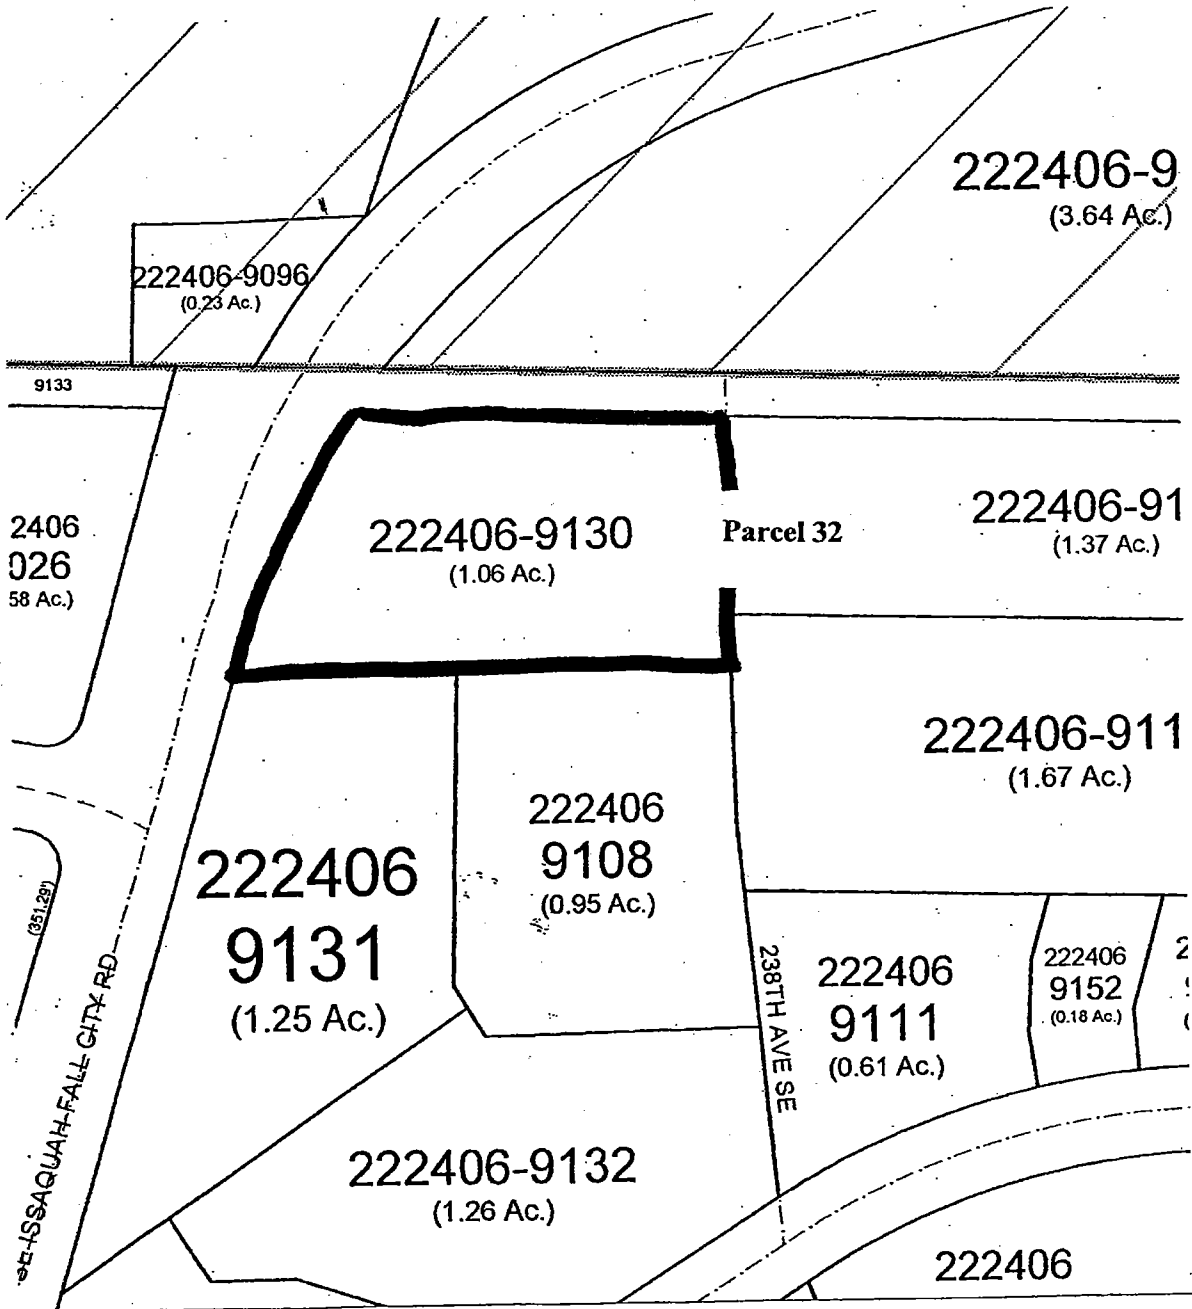 222406-9
(3.64 Ac.)
222406-9096
(0.23 Ac.)
9133
2406
026
58 Ac.)
222406-9130
(1.06 Ac.)
Parcel 32
222406-91
(1.37 Ac.)
222406-911
(1.67 Ac.)
222406
9108
(0.95 Ac.)
222406
9131
(1.25 Ac.)
(351.29')
ISSAQUAH-FALL CITY RD
238TH AVE SE
222406
9111
(0.61 Ac.)
222406
9152
(0.18 Ac.)
2
222406-9132
(1.26 Ac.)
222406